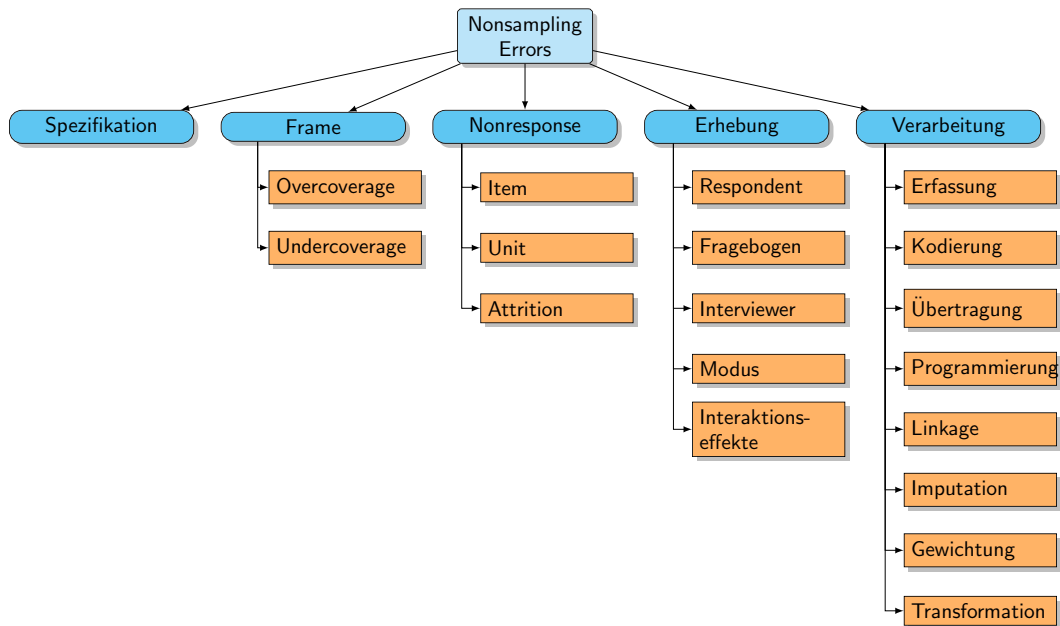 Nonsampling
Errors
Spezifikation
Frame
Nonresponse
Erhebung
Verarbeitung
Overcoverage
Undercoverage
Item
Unit
Attrition
Respondent
Fragebogen
Interviewer
Modus
Interaktions-
effekte
Erfassung
Kodierung
Übertragung
Programmierung
Linkage
Imputation
Gewichtung
Transformation